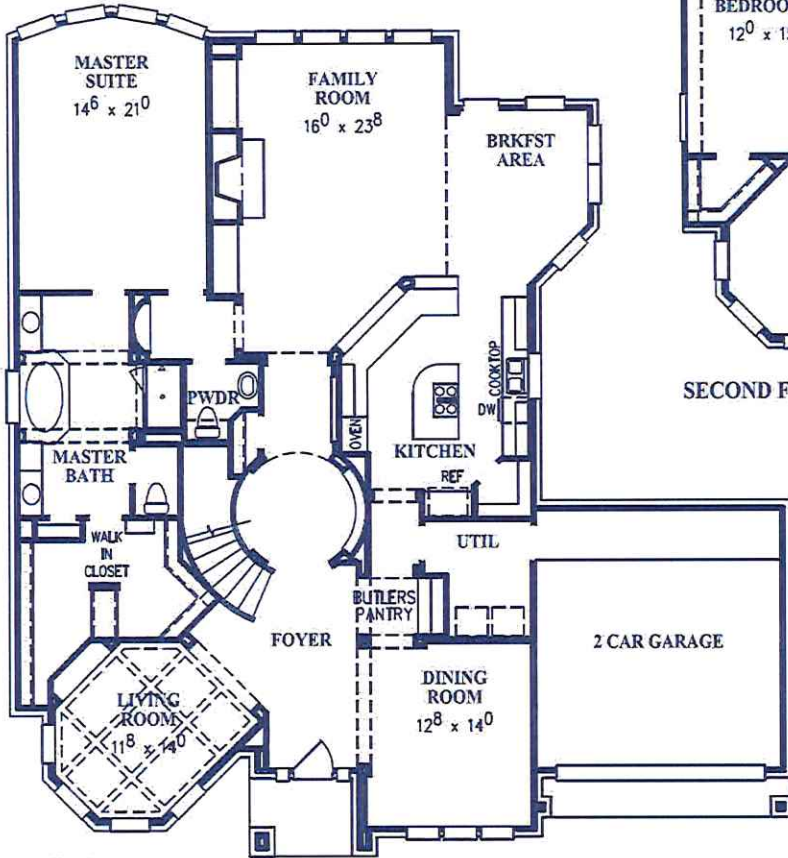 MASTER
SUITE
14⁶ x 21⁰
FAMILY
ROOM
16⁰ x 23⁸
BRKFST
AREA
12⁰ x
SECOND
PWDR
OVEN
COOKTOP
DW
KITCHEN
REF
MASTER
BATH
WALK
IN
CLOSET
UTIL
BUTLERS
PANTRY
FOYER
2 CAR GARAGE
LIVING
ROOM
11⁸ x 14⁰
DINING
ROOM
12⁸ x 14⁰